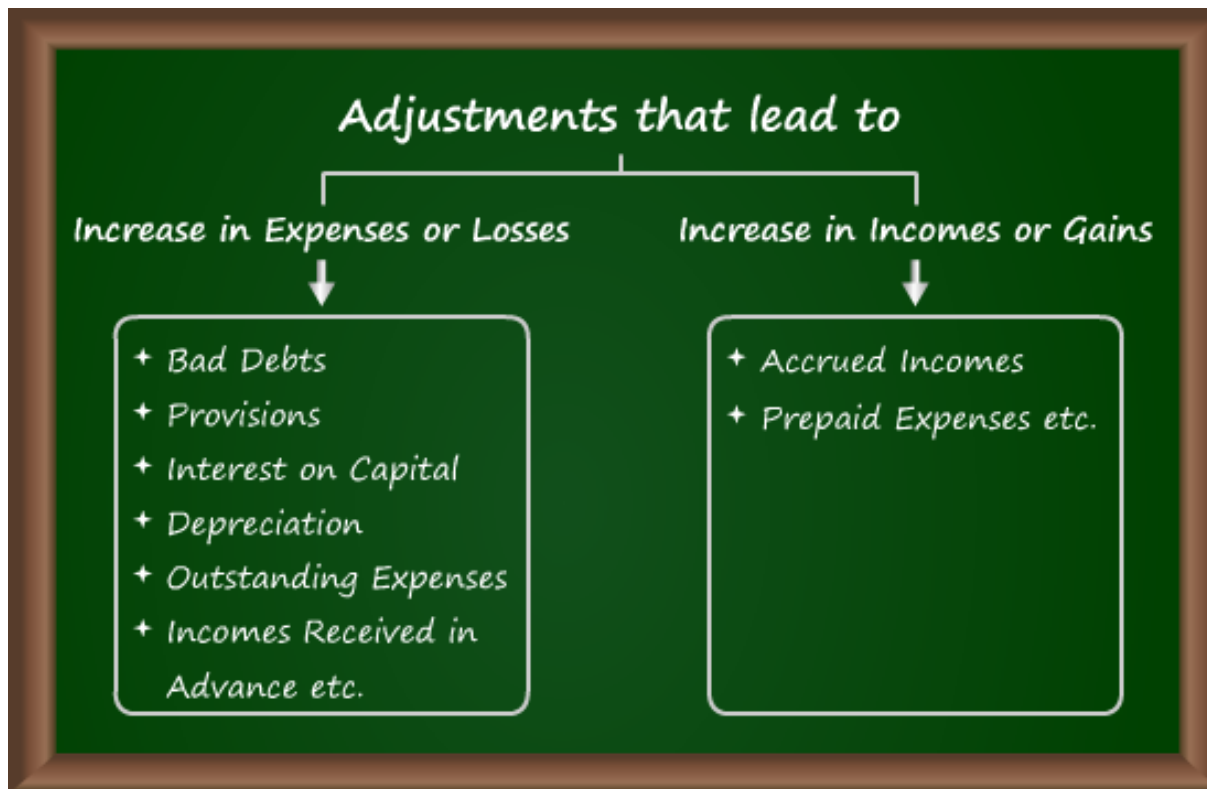 Adjustments that lead to
Increase in Expenses or Losses
✦ Bad Debts
✦ Provisions
✦ Interest on Capital
✦ Depreciation
✦ Outstanding Expenses
✦ Incomes Received in
Advance etc.
Increase in Incomes or Gains
✦ Accrued Incomes
✦ Prepaid Expenses etc.